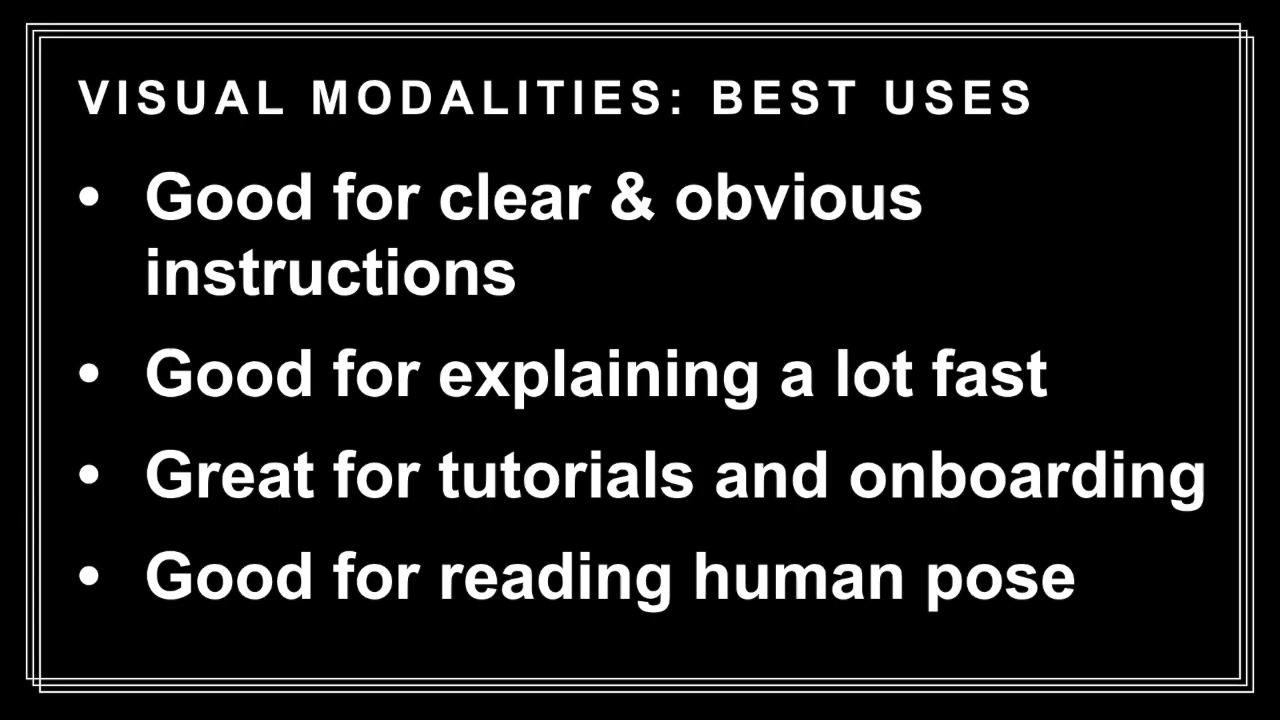 VISUAL MODALITIES: BEST USES
• Good for clear & obvious
instructions
• Good for explaining a lot fast
• Great for tutorials and onboarding
• Good for reading human pose